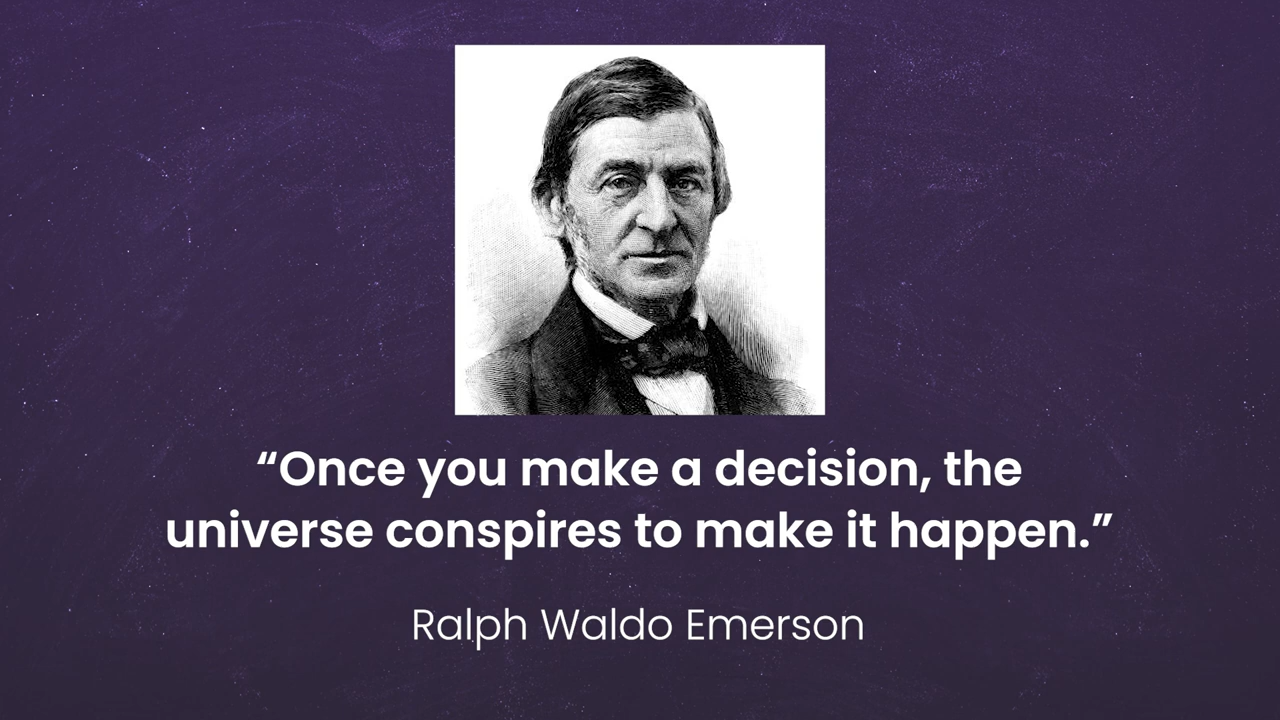 “Once you make a decision, the
universe conspires to make it happen.”
Ralph Waldo Emerson